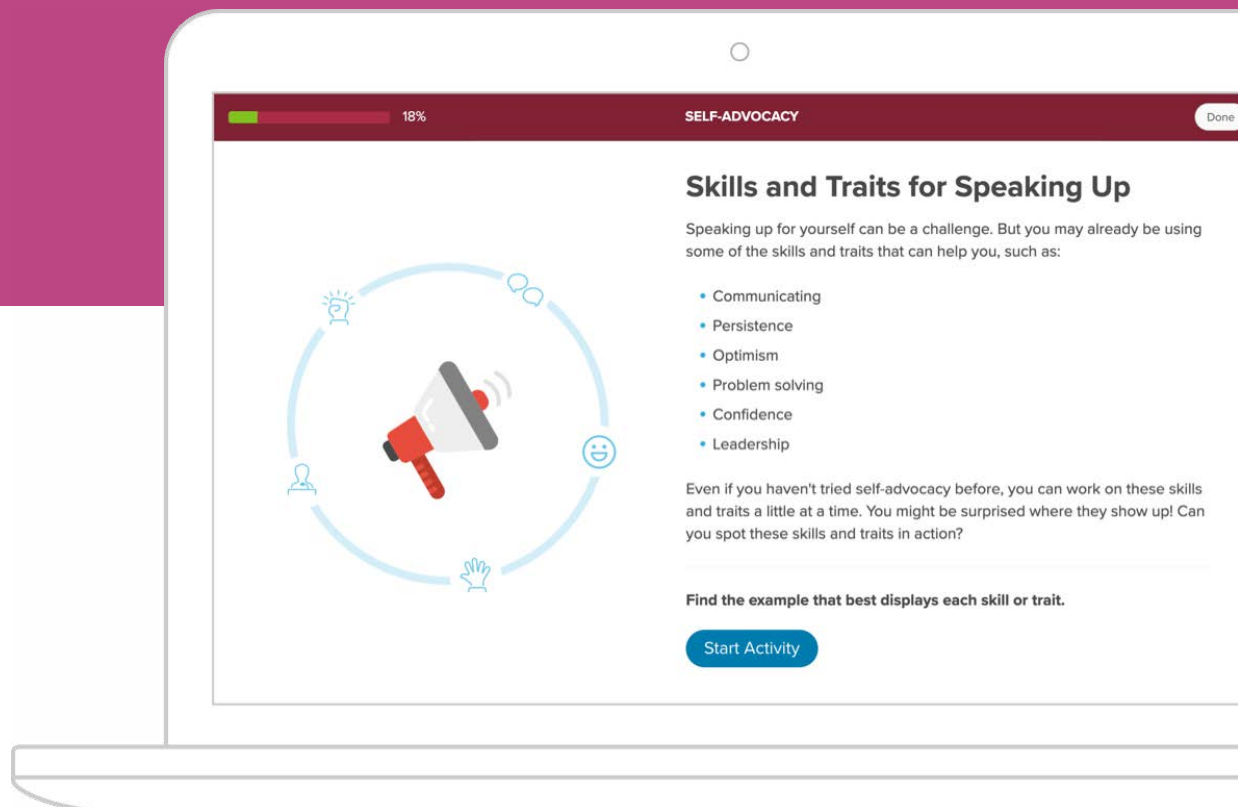 18%
SELF-ADVOCACY
Done
Skills and Traits for Speaking Up
Speaking up for yourself can be a challenge. But you may already be using
some of the skills and traits that can help you, such as:
• Communicating
• Persistence
• Optimism
• Problem solving
• Confidence
• Leadership
Even if you haven't tried self-advocacy before, you can work on these skills
and traits a little at a time. You might be surprised where they show up! Can
you spot these skills and traits in action?
Find the example that best displays each skill or trait.
Start Activity